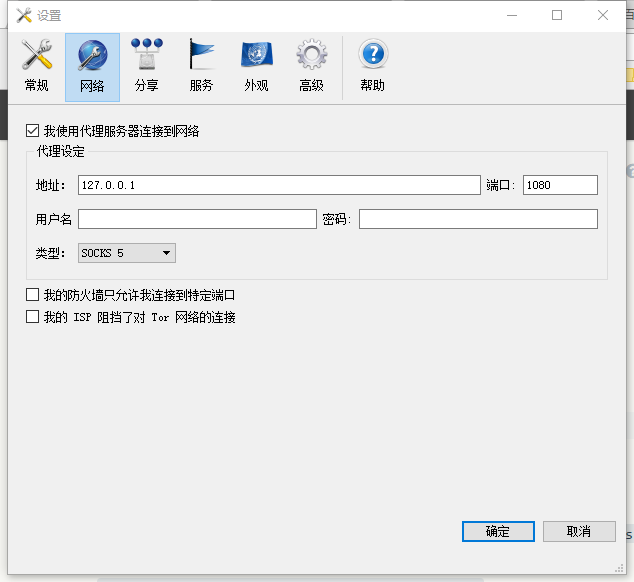 设置
常规 网络 分享 服务 外观 高级 帮助
我使用代理服务器连接到网络
代理设定
地址: 127.0.0.1 端口: 1080
用户名 密码:
类型: SOCKS 5
我的防火墙只允许我连接到特定端口
我的 ISP 阻挡了对 Tor 网络的连接
确定 取消